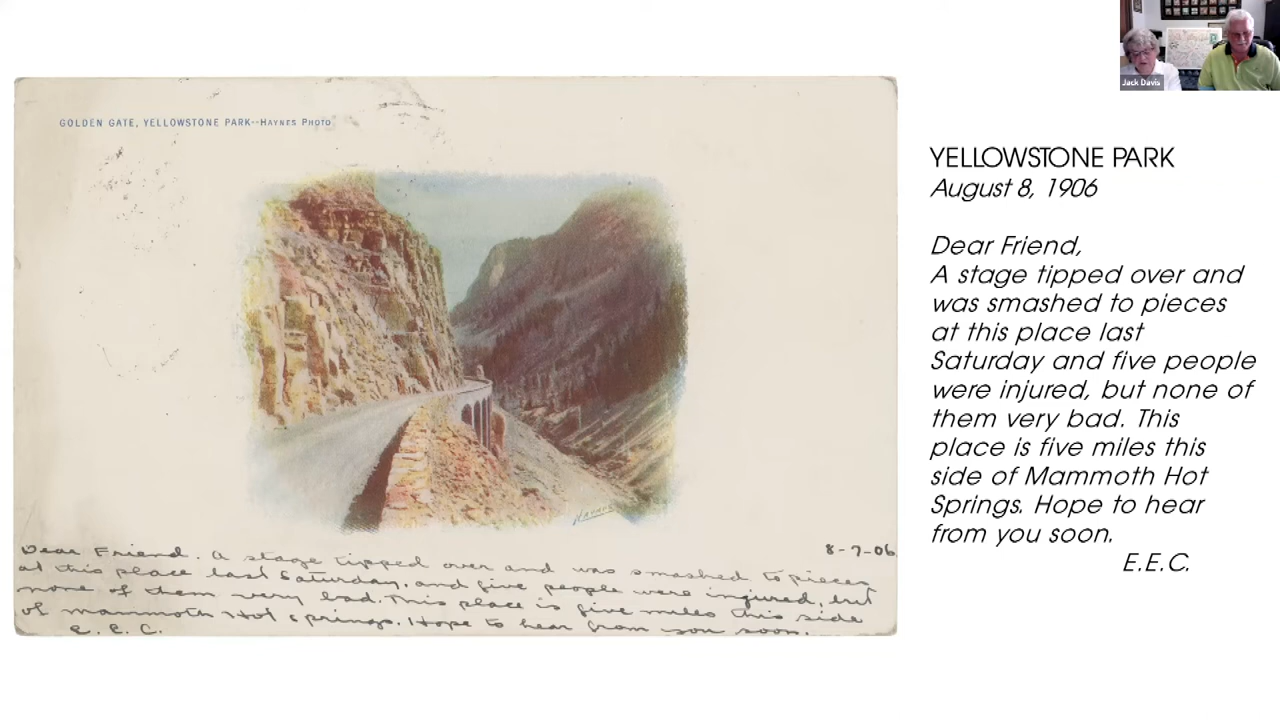 Jack Davis
GOLDEN GATE, YELLOWSTONE PARK--HAYNES PHOTO.
HAYNES
8-7-06
Dear Friend. A stage tipped over and was smashed to pieces
at this place last Saturday, and five people were injured, but
none of them very bad. This place is five miles this side
of mammoth Hot Springs. Hope to hear from you soon.
E. E. C.
YELLOWSTONE PARK
August 8, 1906
Dear Friend,
A stage tipped over and
was smashed to pieces
at this place last
Saturday and five people
were injured, but none of
them very bad. This
place is five miles this
side of Mammoth Hot
Springs. Hope to hear
from you soon.
E.E.C.